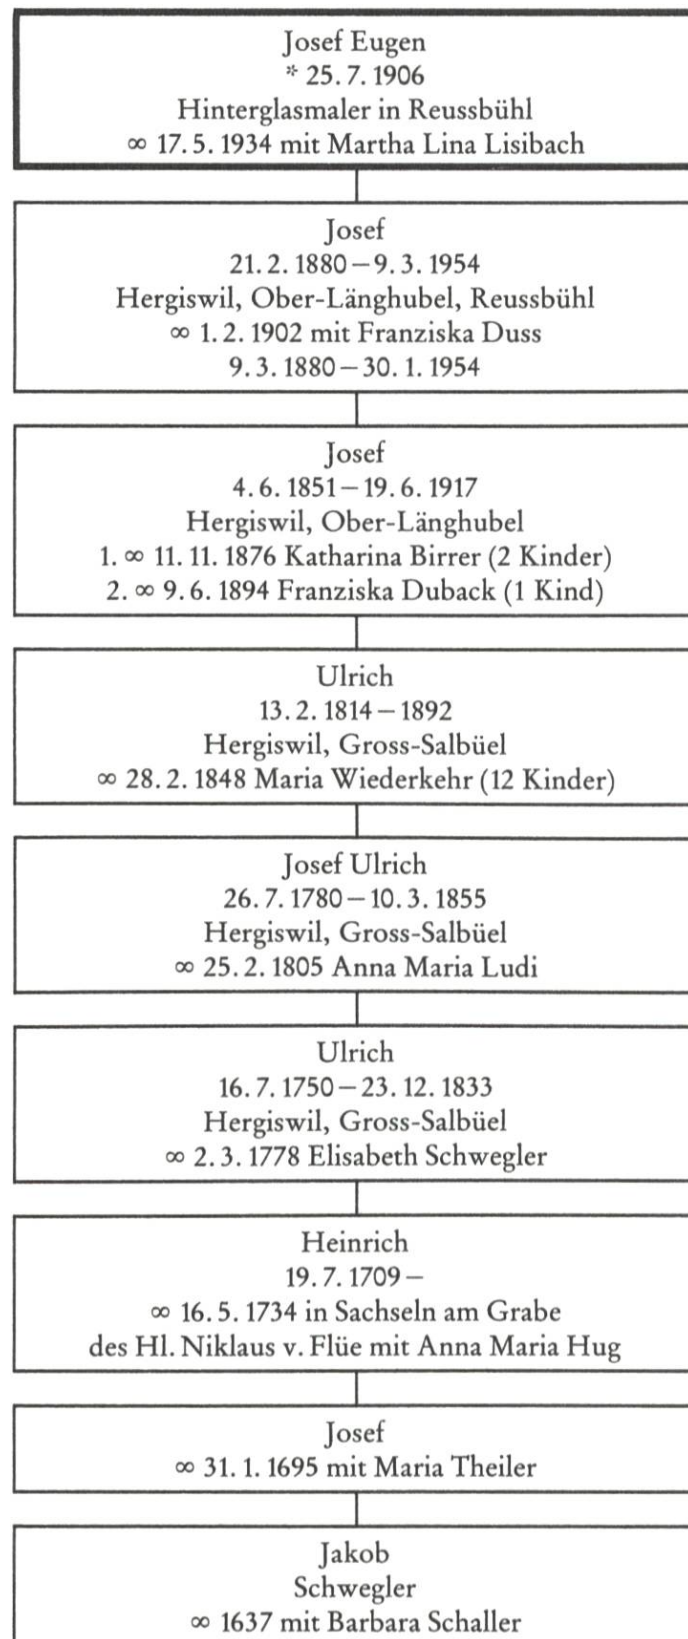 Josef Eugen
* 25. 7. 1906
Hinterglasmaler in Reussbühl
∞ 17. 5. 1934 mit Martha Lina Lisibach
Josef
21. 2. 1880 – 9. 3. 1954
Hergiswil, Ober-Länghubel, Reussbühl
∞ 1. 2. 1902 mit Franziska Duss
9. 3. 1880 – 30. 1. 1954
Josef
4. 6. 1851 – 19. 6. 1917
Hergiswil, Ober-Länghubel
1. ∞ 11. 11. 1876 Katharina Birrer (2 Kinder)
2. ∞ 9. 6. 1894 Franziska Duback (1 Kind)
Ulrich
13. 2. 1814 – 1892
Hergiswil, Gross-Salbüel
∞ 28. 2. 1848 Maria Wiederkehr (12 Kinder)
Josef Ulrich
26. 7. 1780 – 10. 3. 1855
Hergiswil, Gross-Salbüel
∞ 25. 2. 1805 Anna Maria Ludi
Ulrich
16. 7. 1750 – 23. 12. 1833
Hergiswil, Gross-Salbüel
∞ 2. 3. 1778 Elisabeth Schwegler
Heinrich
19. 7. 1709 –
∞ 16. 5. 1734 in Sachseln am Grabe
des Hl. Niklaus v. Flüe mit Anna Maria Hug
Josef
∞ 31. 1. 1695 mit Maria Theiler
Jakob
Schwegler
∞ 1637 mit Barbara Schaller